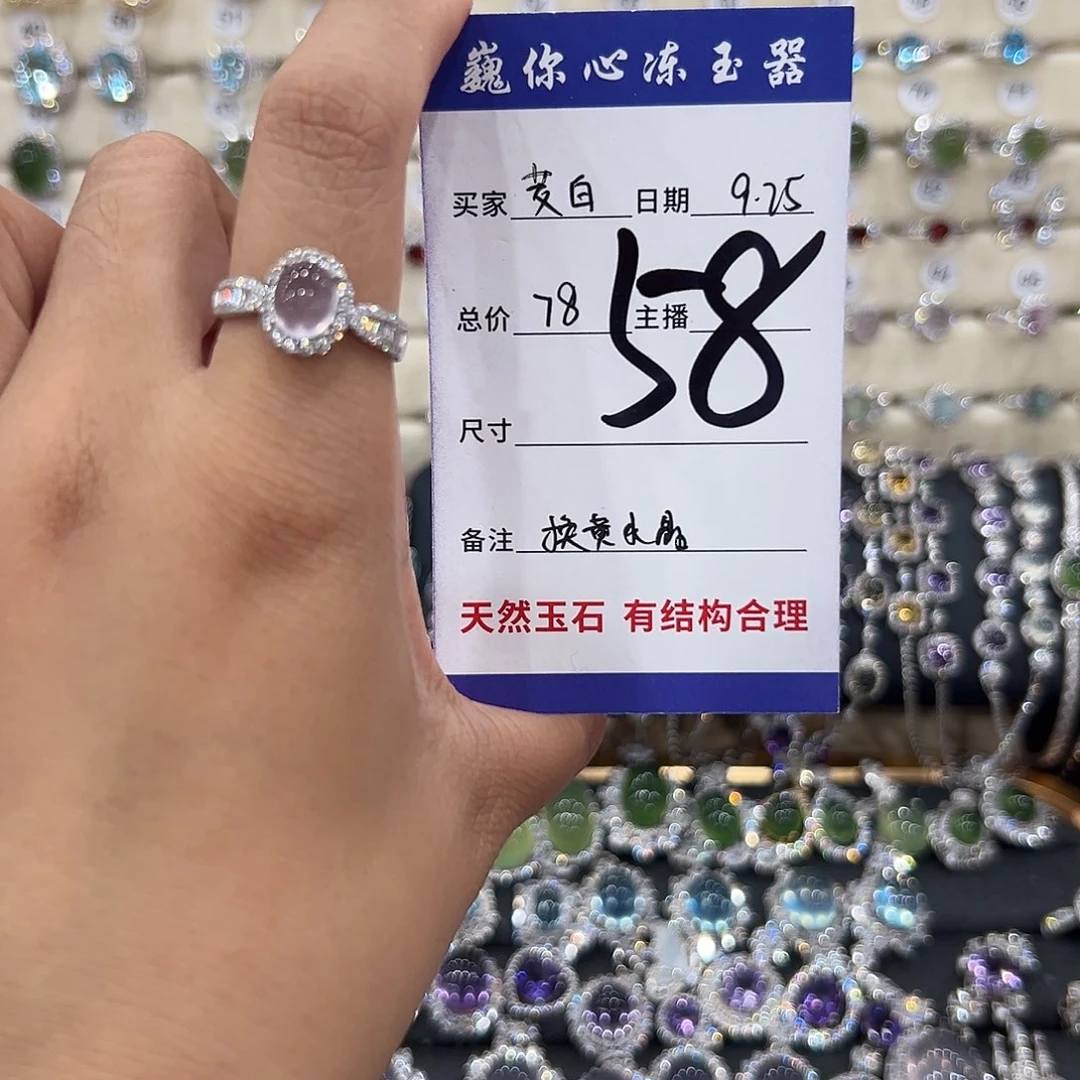 巍你心冻玉器
买家 茭白 日期 9.25
总价 78 主播
58
尺寸
备注 换黄水晶
天然玉石 有结构合理